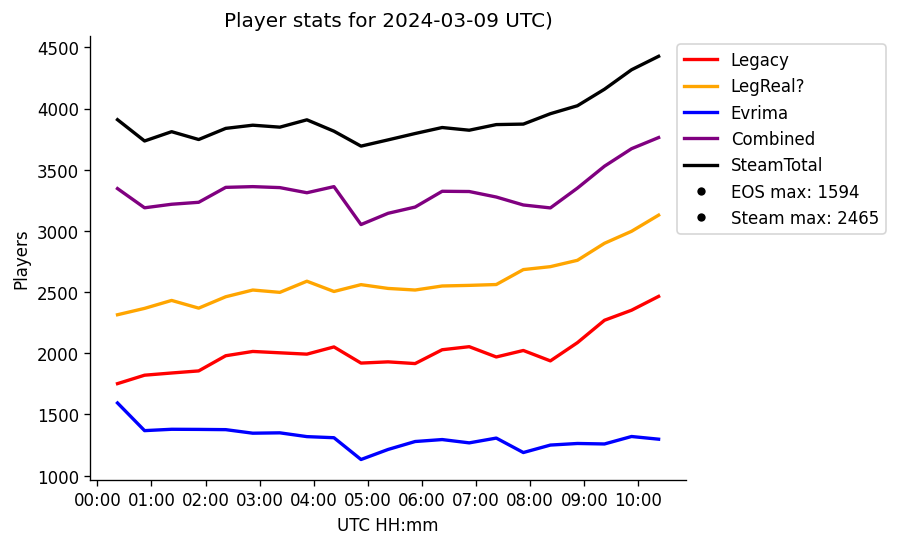 Player stats for 2024-03-09 UTC)
4500
4000
3500
3000
2500
2000
1500
1000
Players
00:00 01:00 02:00 03:00 04:00 05:00 06:00 07:00 08:00 09:00 10:00
UTC HH:mm
Legacy
LegReal?
Evrima
Combined
SteamTotal
EOS max: 1594
Steam max: 2465